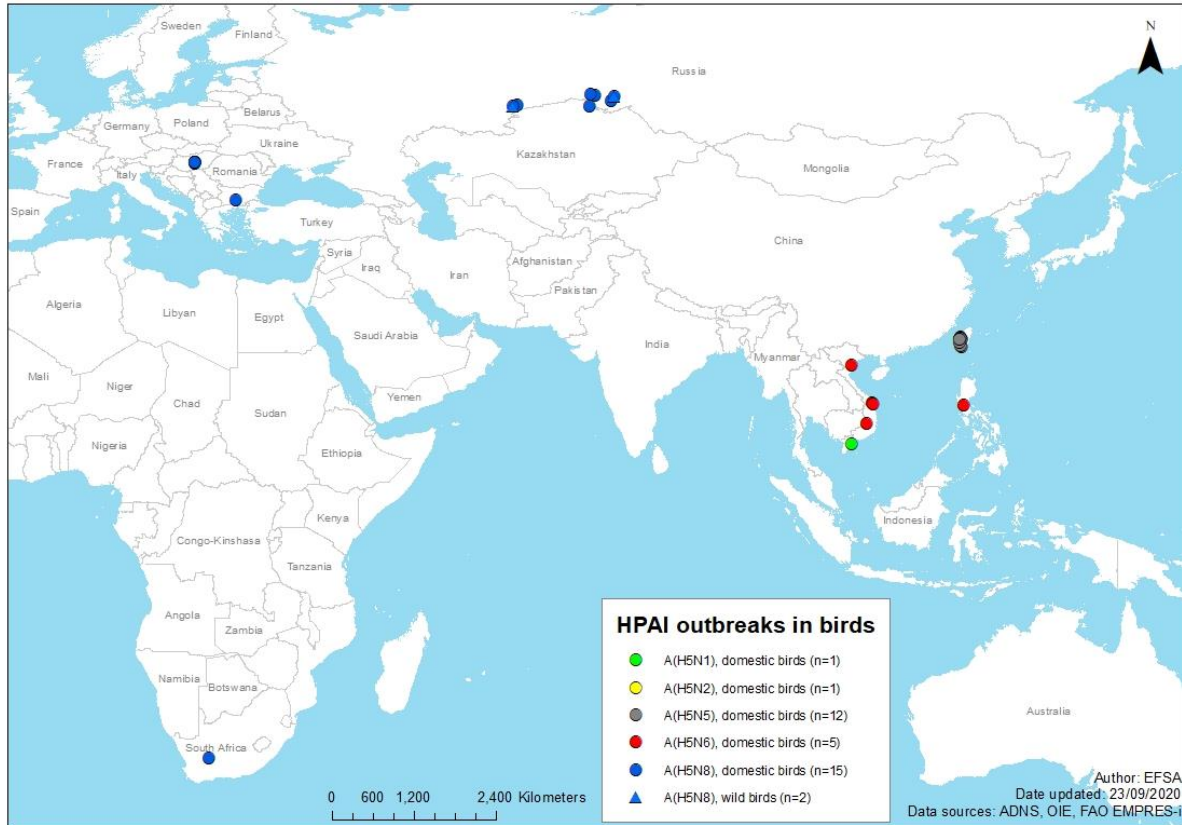 Sweden
Finland
N
Russia
Belarus
Germany
Poland
Ukraine
France
Kazakhstan
Mongolia
Italy
Romania
Spain
Turkey
China
Syria
Afghanistan
Iraq
Iran
Pakistan
Algeria
Libyan
Egypt
Saudi Arabia
India
Myanmar
Mali
Niger
Yemen
Chad
Sudan
Nigeria
Ethiopia
Kenya
Indonesia
Congo-Kinshasa
Tanzania
Angola
Zambia
Namibia
Botswana
Australia
South Africa
HPAI outbreaks in birds
A(H5N1), domestic birds (n=1)
A(H5N2), domestic birds (n=1)
A(H5N5), domestic birds (n=12)
A(H5N6), domestic birds (n=5)
A(H5N8), domestic birds (n=15)
A(H5N8), wild birds (n=2)
0 600 1,200 2,400 Kilometers
Author: EFSA
Date updated: 23/09/2020
Data sources: ADNS, OIE, FAO EMPRES-i